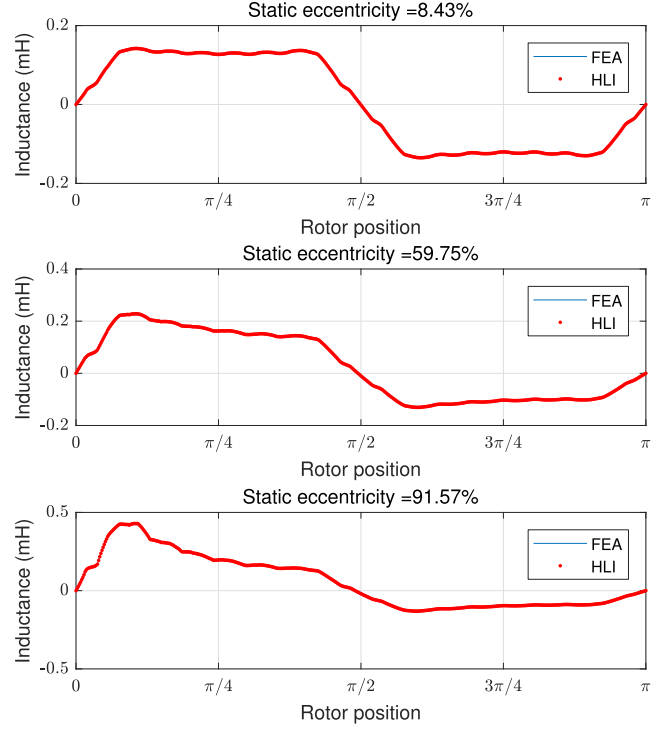 Static eccentricity =8.43%
0.2
0
-0.2
Inductance (mH)
FEA
HLI
0
π/4
π/2
3π/4
π
Rotor position
Static eccentricity =59.75%
0.4
0.2
0
-0.2
Inductance (mH)
FEA
HLI
0
π/4
π/2
3π/4
π
Rotor position
Static eccentricity =91.57%
0.5
0
-0.5
Inductance (mH)
FEA
HLI
0
π/4
π/2
3π/4
π
Rotor position